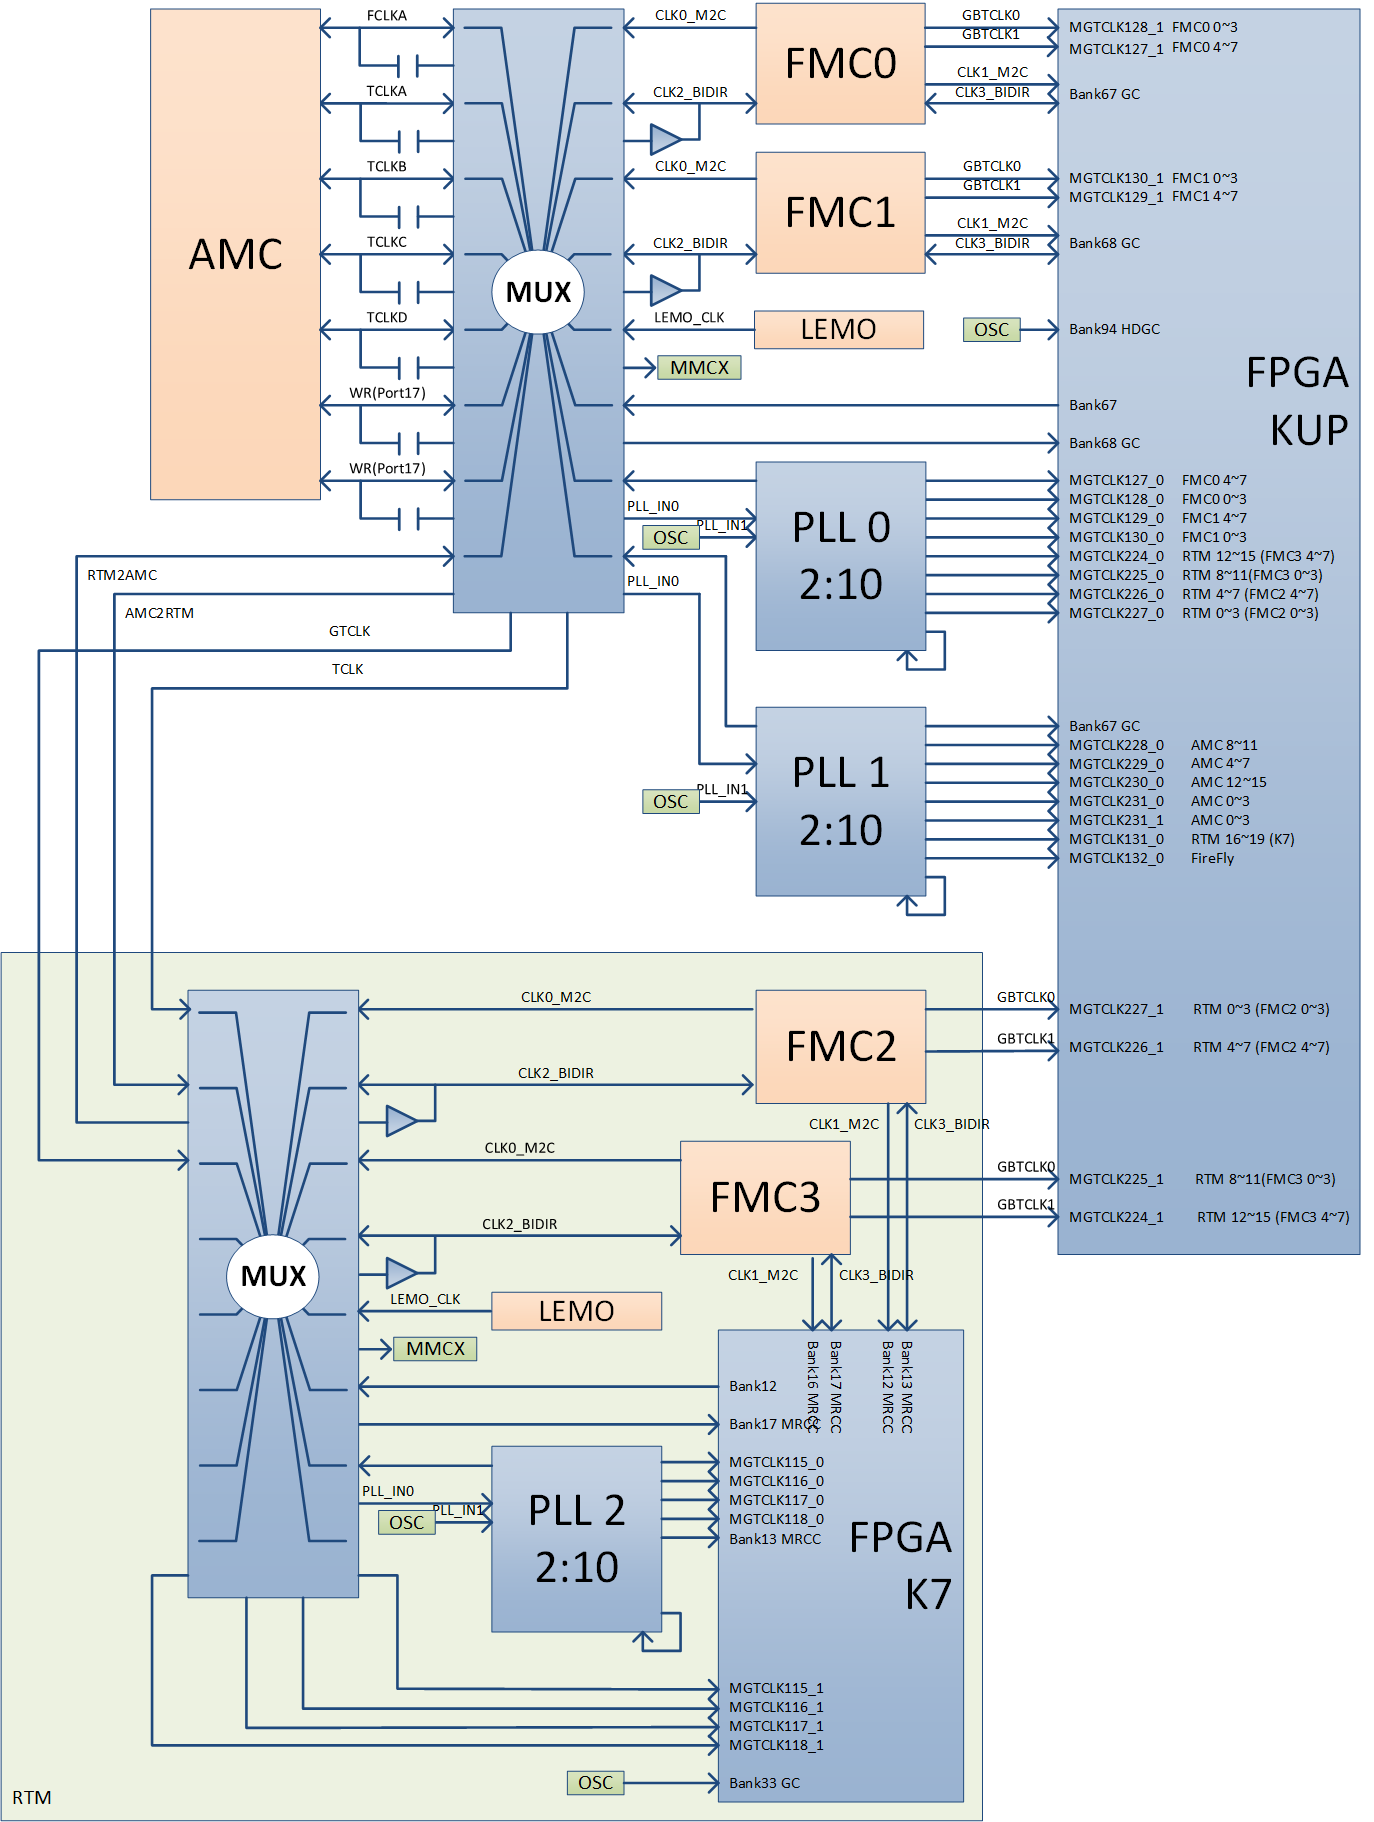 FCLKA
CLK0_M2C
GBTCLK0
MGTCLK128_1 FMC0 0~3
GBTCLK1
MGTCLK127_1 FMC0 4~7
FMC0
CLK1_M2C
TCLKA
CLK2_BIDIR
CLK3_BIDIR
Bank67 GC
TCLKB
CLK0_M2C
GBTCLK0
MGTCLK130_1 FMC1 0~3
GBTCLK1
MGTCLK129_1 FMC1 4~7
FMC1
CLK1_M2C
AMC
TCLKC
CLK2_BIDIR
CLK3_BIDIR
Bank68 GC
MUX
TCLKD
LEMO_CLK
LEMO
OSC
Bank94 HDGC
MMCX
FPGA
KUP
WR(Port17)
Bank67
Bank68 GC
WR(Port17)
MGTCLK127_0 FMC0 4~7
MGTCLK128_0 FMC0 0~3
PLL_IN0
MGTCLK129_0 FMC1 4~7
OSC
PLL_IN1
PLL 0
2:10
MGTCLK130_0 FMC1 0~3
MGTCLK224_0 RTM 12~15 (FMC3 4~7)
RTM2AMC
PLL_IN0
MGTCLK225_0 RTM 8~11(FMC3 0~3)
MGTCLK226_0 RTM 4~7 (FMC2 4~7)
AMC2RTM
MGTCLK227_0 RTM 0~3 (FMC2 0~3)
GTCLK
TCLK
Bank67 GC
MGTCLK228_0 AMC 8~11
MGTCLK229_0 AMC 4~7
PLL 1
2:10
MGTCLK230_0 AMC 12~15
OSC
PLL_IN1
MGTCLK231_0 AMC 0~3
MGTCLK231_1 AMC 0~3
MGTCLK131_0 RTM 16~19 (K7)
MGTCLK132_0 FireFly
CLK0_M2C
GBTCLK0
MGTCLK227_1 RTM 0~3 (FMC2 0~3)
FMC2
GBTCLK1
MGTCLK226_1 RTM 4~7 (FMC2 4~7)
CLK2_BIDIR
CLK1_M2C
CLK3_BIDIR
CLK0_M2C
GBTCLK0
MGTCLK225_1 RTM 8~11(FMC3 0~3)
FMC3
GBTCLK1
MGTCLK224_1 RTM 12~15 (FMC3 4~7)
CLK2_BIDIR
MUX
CLK1_M2C
CLK3_BIDIR
LEMO_CLK
LEMO
MMCX
Bank16 MRCC
Bank17 MRCC
Bank12 MRCC
Bank13 MRCC
Bank12
Bank17 MRCC
MGTCLK115_0
MGTCLK116_0
PLL_IN0
MGTCLK117_0
OSC
PLL_IN1
PLL 2
2:10
MGTCLK118_0
Bank13 MRCC
FPGA
K7
MGTCLK115_1
MGTCLK116_1
MGTCLK117_1
MGTCLK118_1
OSC
Bank33 GC
RTM